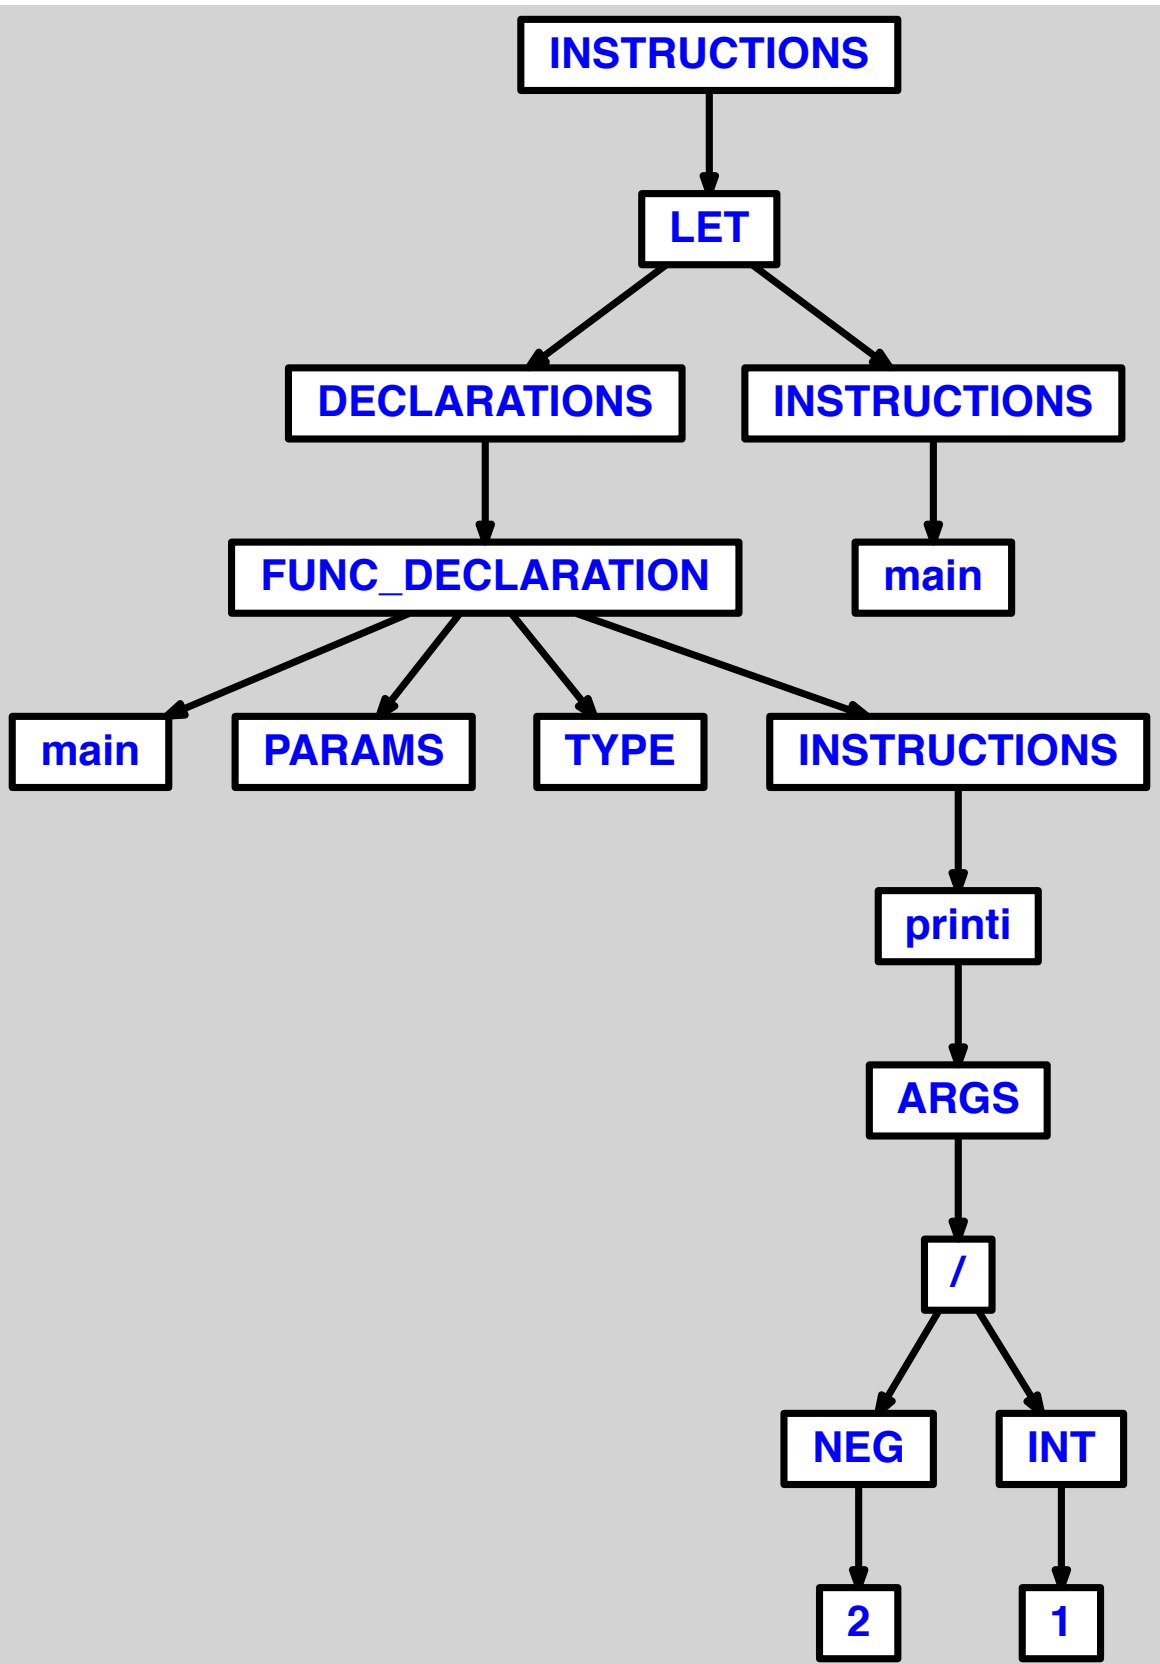 INSTRUCTIONS
LET
DECLARATIONS
INSTRUCTIONS
FUNC_DECLARATION
main
main
PARAMS
TYPE
INSTRUCTIONS
printi
ARGS
/
NEG
INT
2
1